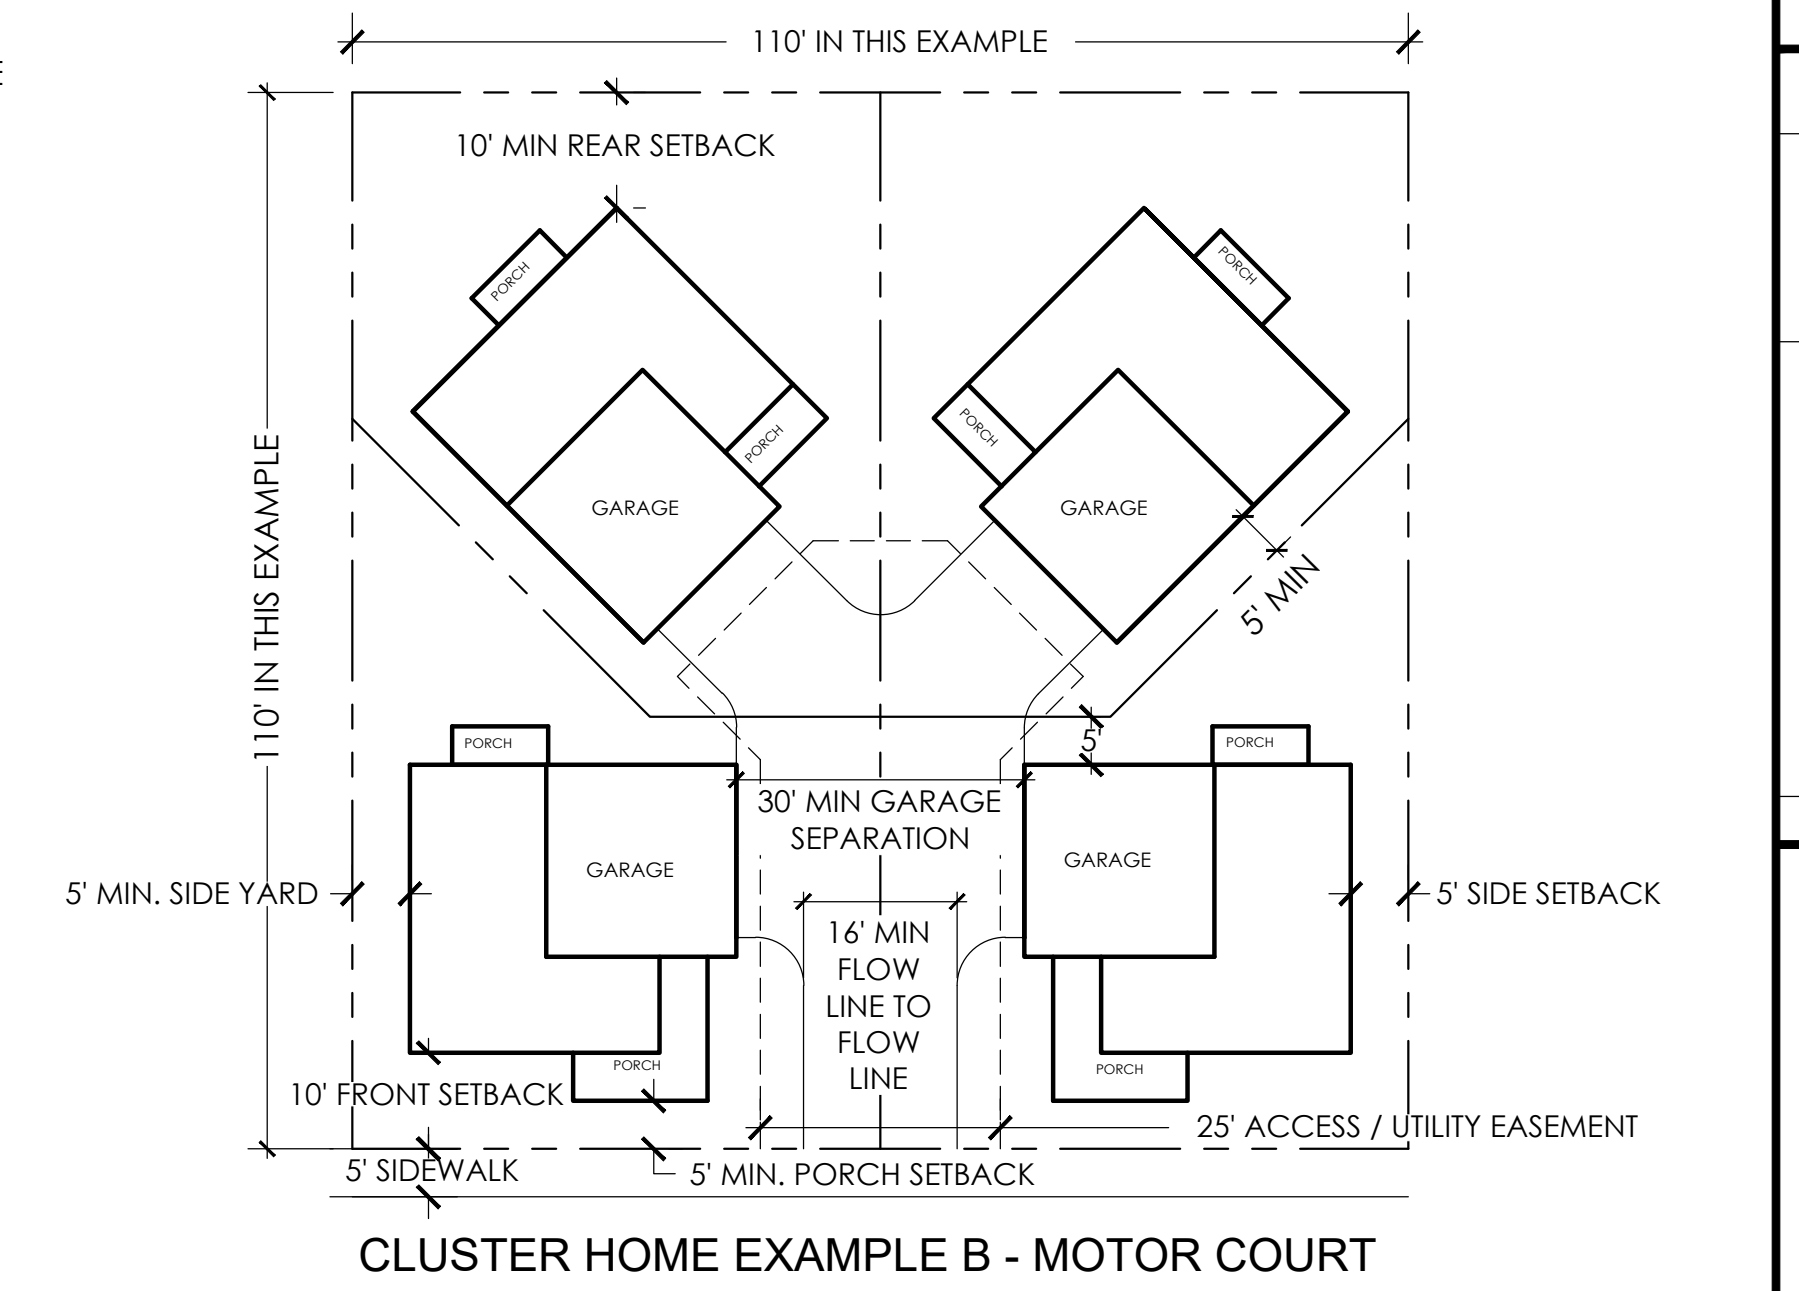 110' IN THIS EXAMPLE
10' MIN REAR SETBACK
PORCH
PORCH
PORCH
PORCH
110' IN THIS EXAMPLE
GARAGE
GARAGE
5' MIN
PORCH
5'
PORCH
30' MIN GARAGE
SEPARATION
GARAGE
GARAGE
5' MIN. SIDE YARD
5' SIDE SETBACK
16' MIN
FLOW
LINE TO
FLOW
LINE
PORCH
PORCH
10' FRONT SETBACK
25' ACCESS / UTILITY EASEMENT
5' SIDEWALK
5' MIN. PORCH SETBACK
CLUSTER HOME EXAMPLE B - MOTOR COURT